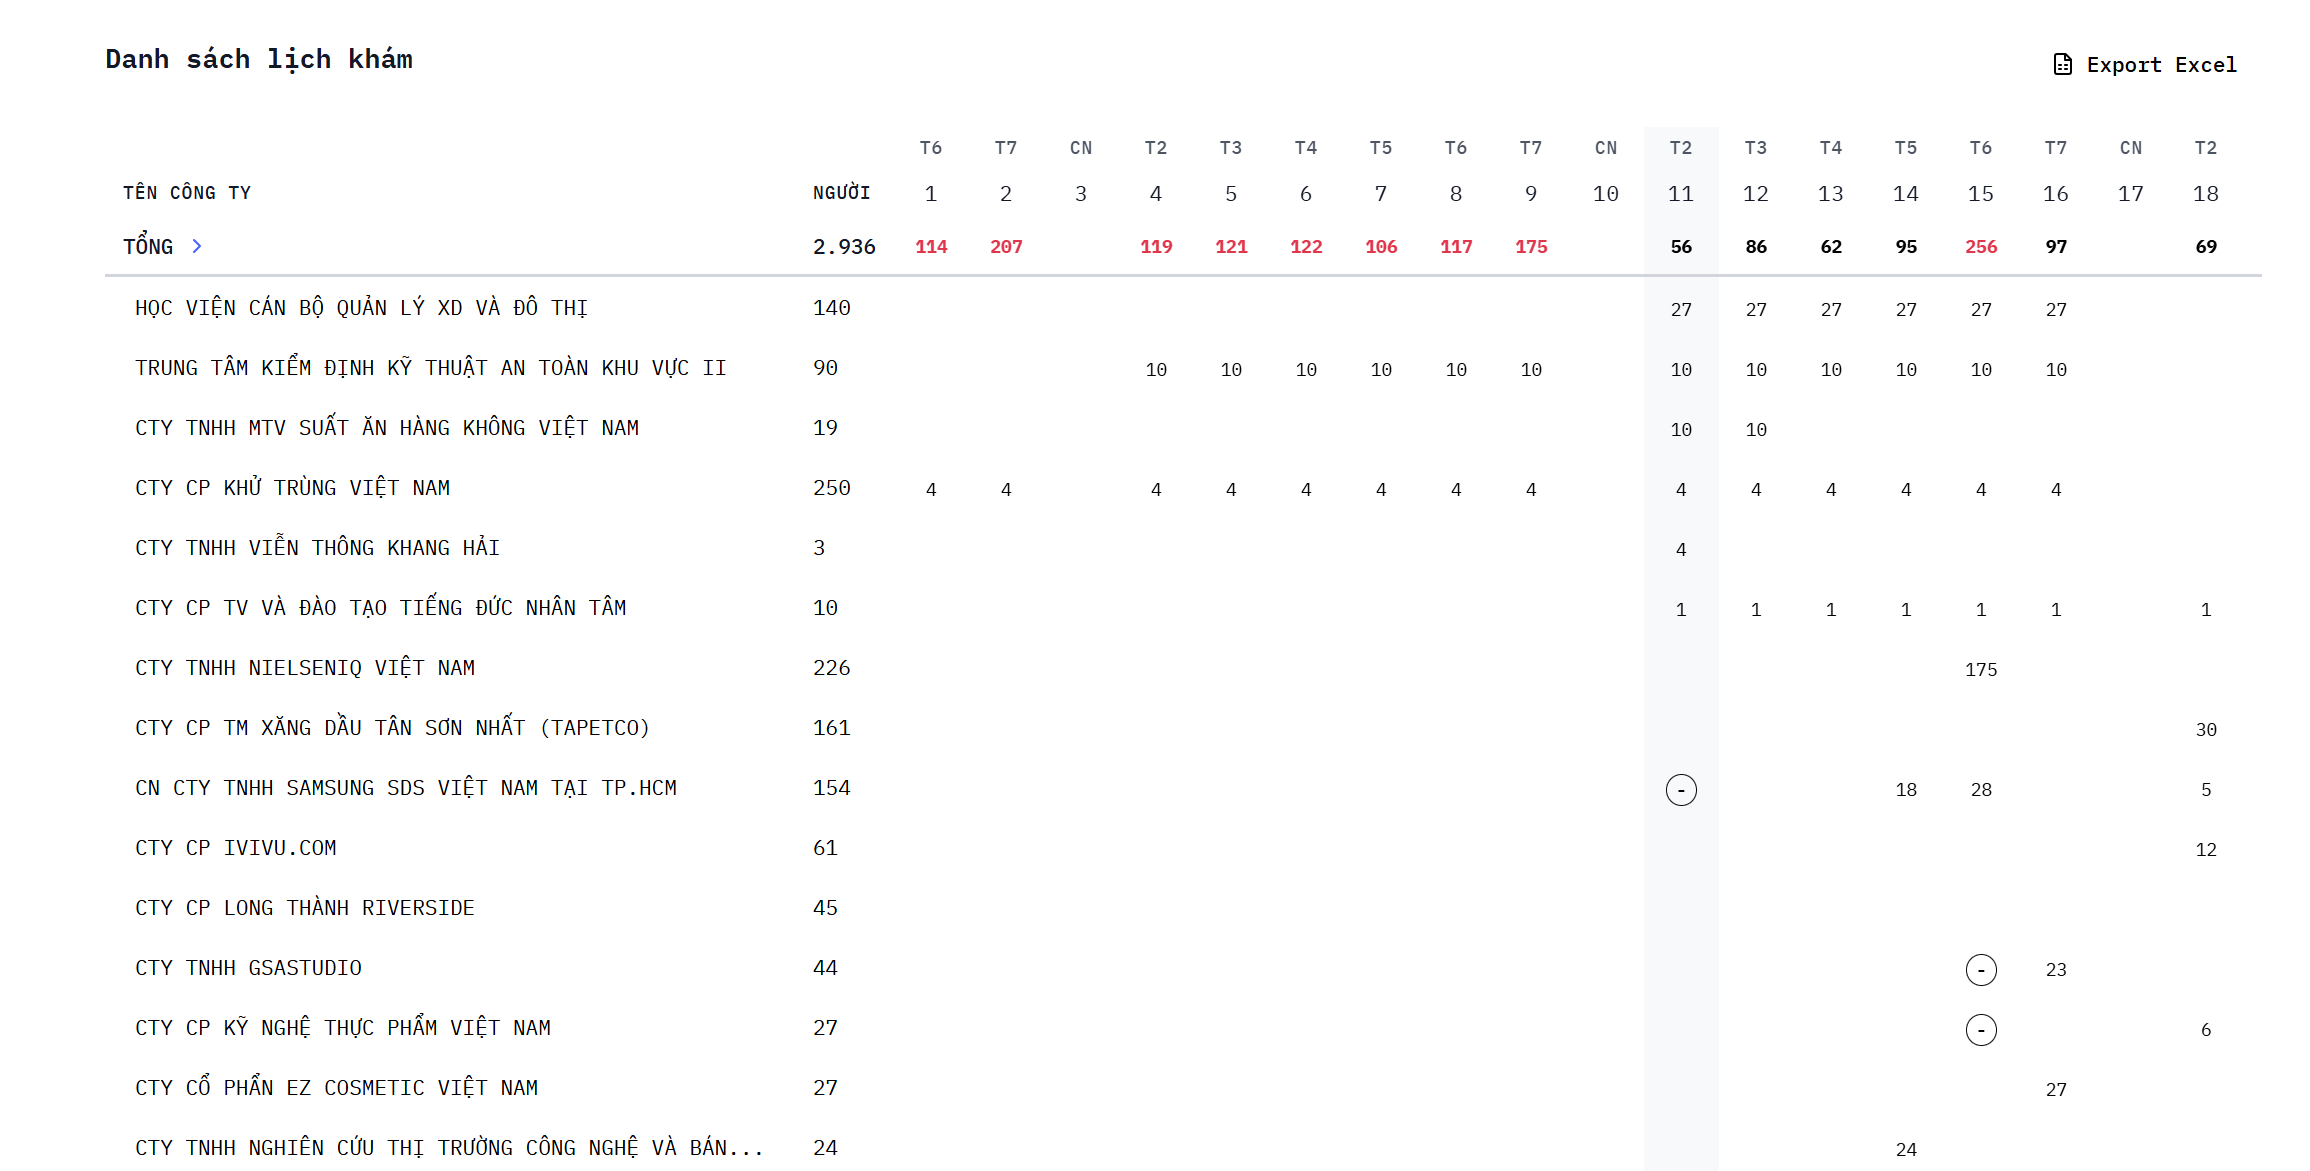 Danh sách lịch khám
Export Excel
T6 T7 CN T2 T3 T4 T5 T6 T7 CN T2 T3 T4 T5 T6 T7 CN T2
TÊN CÔNG TY NGƯỜI 1 2 3 4 5 6 7 8 9 10 11 12 13 14 15 16 17 18
TỔNG 2.936 114 207 119 121 122 106 117 175 56 86 62 95 256 97 69
HỌC VIỆN CÁN BỘ QUẢN LÝ XD VÀ ĐÔ THỊ 140 27 27 27 27 27 27
TRUNG TÂM KIỂM ĐỊNH KỸ THUẬT AN TOÀN KHU VỰC II 90 10 10 10 10 10 10 10 10 10 10 10 10
CTY TNHH MTV SUẤT ĂN HÀNG KHÔNG VIỆT NAM 19 10 10
CTY CP KHỬ TRÙNG VIỆT NAM 250 4 4 4 4 4 4 4 4 4 4 4 4 4 4
CTY TNHH VIỄN THÔNG KHANG HẢI 3 4
CTY CP TV VÀ ĐÀO TẠO TIẾNG ĐỨC NHÂN TÂM 10 1 1 1 1 1 1 1
CTY TNHH NIELSENIQ VIỆT NAM 226 175
CTY CP TM XĂNG DẦU TÂN SƠN NHẤT (TAPETCO) 161 30
CN CTY TNHH SAMSUNG SDS VIỆT NAM TẠI TP.HCM 154 - 18 28 5
CTY CP IVIVU.COM 61 12
CTY CP LONG THÀNH RIVERSIDE 45
CTY TNHH GSASTUDIO 44 - 23
CTY CP KỸ NGHỆ THỰC PHẨM VIỆT NAM 27 - 6
CTY CỔ PHẨN EZ COSMETIC VIỆT NAM 27 27
CTY TNHH NGHIÊN CỨU THỊ TRƯỜNG CÔNG NGHỆ VÀ BÁN... 24 24